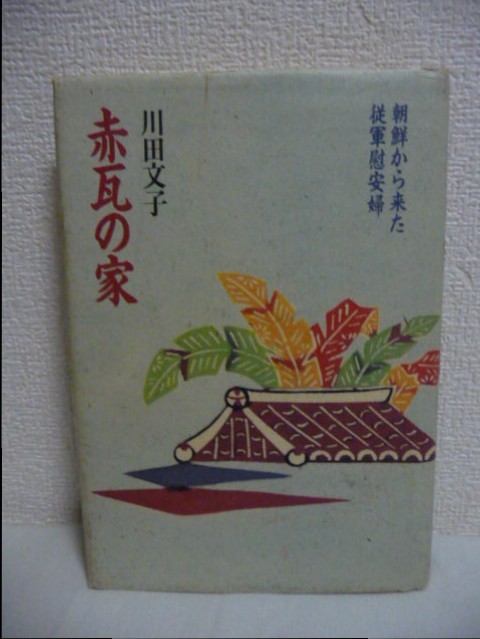 朝鮮から来た
従軍慰安婦
川田文子
赤瓦の家